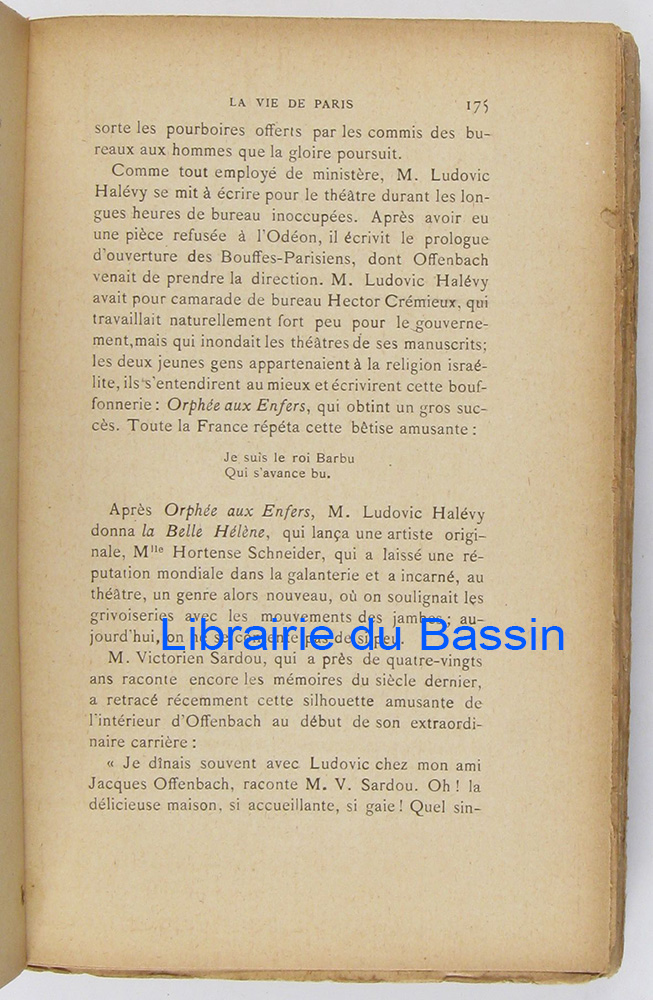 LA VIE DE PARIS 175
sorte les pourboires offerts par les commis des bu-
reaux aux hommes que la gloire poursuit.
Comme tout employé de ministère, M. Ludovic
Halévy se mit à écrire pour le théâtre durant les lon-
gues heures de bureau inoccupées. Après avoir eu
une pièce refusée à l'Odéon, il écrivit le prologue
d'ouverture des Bouffes-Parisiens, dont Offenbach
venait de prendre la direction. M. Ludovic Halévy
avait pour camarade de bureau Hector Crémieux, qui
travaillait naturellement fort peu pour le gouverne-
ment, mais qui inondait les théâtres de ses manuscrits;
les deux jeunes gens appartenaient à la religion israé-
lite, ils s'entendirent au mieux et écrivirent cette bouf-
fonnerie : Orphée aux Enfers, qui obtint un gros suc-
cès. Toute la France répéta cette bêtise amusante :
Je suis le roi Barbu
Qui s'avance bu.
Après Orphée aux Enfers, M. Ludovic Halévy
donna la Belle Hélène, qui lança une artiste origi-
nale, Mlle Hortense Schneider, qui a laissé une ré-
putation mondiale dans la galanterie et a incarné, au
théâtre, un genre alors nouveau, où on soulignait les
grivoiseries avec les mouvements des jambes; au-
jourd'hui, on ne se contente pas de si peu.
Librairie du Bassin
M. Victorien Sardou, qui a près de quatre-vingts
ans raconte encore les mémoires du siècle dernier,
a retracé récemment cette silhouette amusante de
l'intérieur d'Offenbach au début de son extraordi-
naire carrière :
« Je dînais souvent avec Ludovic chez mon ami
Jacques Offenbach, raconte M. V. Sardou. Oh ! la
délicieuse maison, si accueillante, si gaie ! Quel sin-